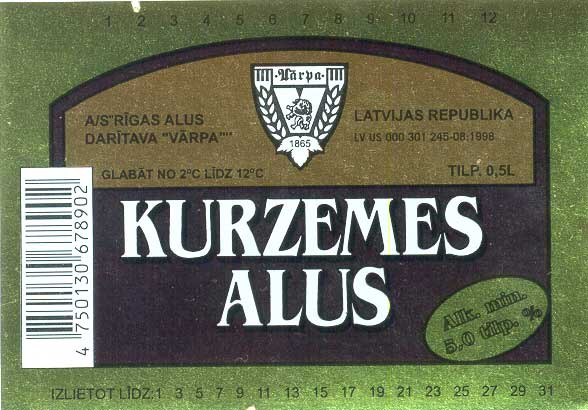 1 2 3 4 5 6 7 8 9 10 11 12
Vārpa
1865
A/S"RĪGAS ALUS
DARĪTAVA "VĀRPA""
LATVIJAS REPUBLIKA
LV US 000 301 245-08:1998
GLABĀT NO 2°C LĪDZ 12°C
TILP. 0,5L
KURZEMES
ALUS
Alk. min.
5.0 tilp. %
4 750130 678902
IZLIETOT LĪDZ:1 3 5 7 9 11 13 15 17 19 21 23 25 27 29 31